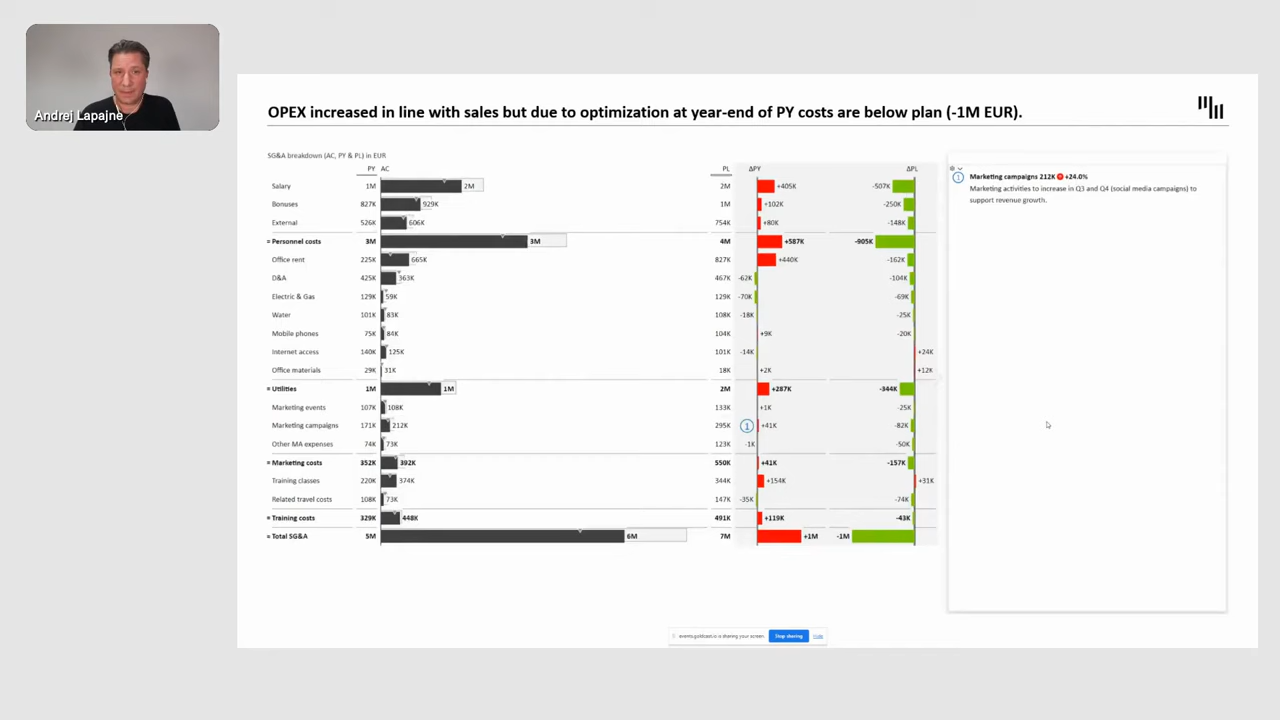 Andrej Lapajne
OPEX increased in line with sales but due to optimization at year-end of PY costs are below plan (-1M EUR).
SG&A breakdown (AC, PY & PL) in EUR
PY AC PL ΔPY ΔPL
Salary 1M 2M 2M +405K -507K
Bonuses 827K 929K 1M +102K -250K
External 526K 606K 754K +80K -148K
= Personnel costs 3M 3M 4M +587K -905K
Office rent 225K 665K 827K +440K -162K
D&A 425K 363K 467K -62K -104K
Electric & Gas 129K 59K 129K -70K -69K
Water 101K 83K 108K -18K -25K
Mobile phones 75K 84K 104K +9K -20K
Internet access 140K 125K 101K -14K +24K
Office materials 29K 31K 18K +2K +12K
= Utilities 1M 1M 2M +287K -344K
Marketing events 107K 108K 133K +1K -25K
Marketing campaigns 171K 212K 295K 1 +41K -82K
Other MA expenses 74K 73K 123K -1K -50K
= Marketing costs 352K 392K 550K +41K -157K
Training classes 220K 374K 344K +154K +31K
Related travel costs 108K 73K 147K -35K -74K
= Training costs 329K 448K 491K +119K -43K
= Total SG&A 5M 6M 7M +1M -1M
1 Marketing campaigns 212K +24.0%
Marketing activities to increase in Q3 and Q4 (social media campaigns) to
support revenue growth.
events.goldcast.io is sharing your screen. Stop sharing Hide